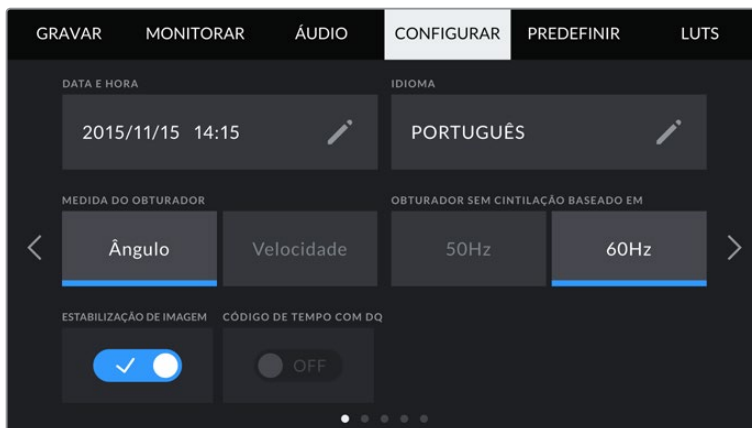 GRAVAR MONITORAR ÁUDIO CONFIGURAR PREDEFINIR LUTS
DATA E HORA IDIOMA
2015/11/15 14:15 PORTUGUÊS
MEDIDA DO OBTURADOR OBTURADOR SEM CINTILAÇÃO BASEADO EM
Ângulo Velocidade 50Hz 60Hz
ESTABILIZAÇÃO DE IMAGEM CÓDIGO DE TEMPO COM DQ
OFF